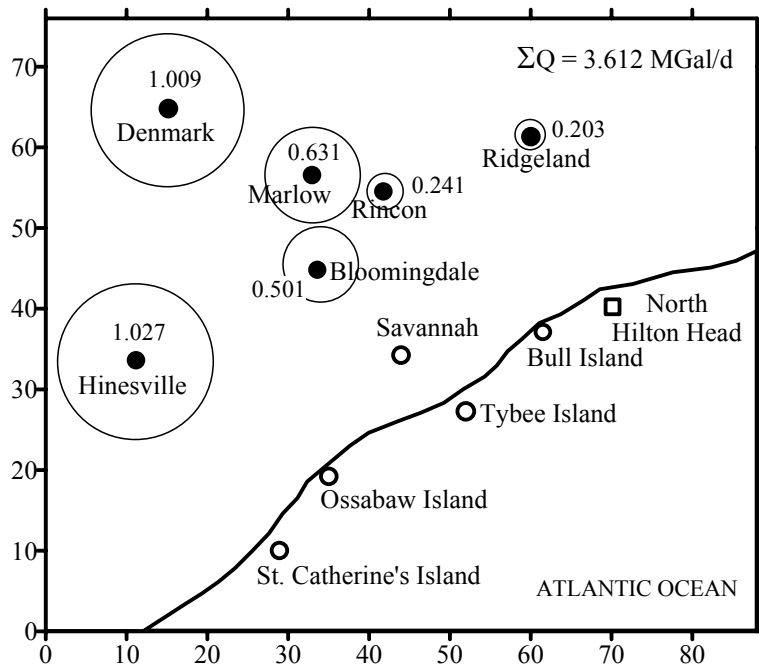 0 10 20 30 40 50 60 70 80
0
10
20
30
40
50
60
70
ΣQ = 3.612 MGal/d
1.009
Denmark
0.631
Marlow
0.241
Rincon
0.203
Ridgeland
Bloomingdale
0.501
1.027
Hinesville
Savannah
North
Hilton Head
Bull Island
Tybee Island
Ossabaw Island
St. Catherine's Island
ATLANTIC OCEAN